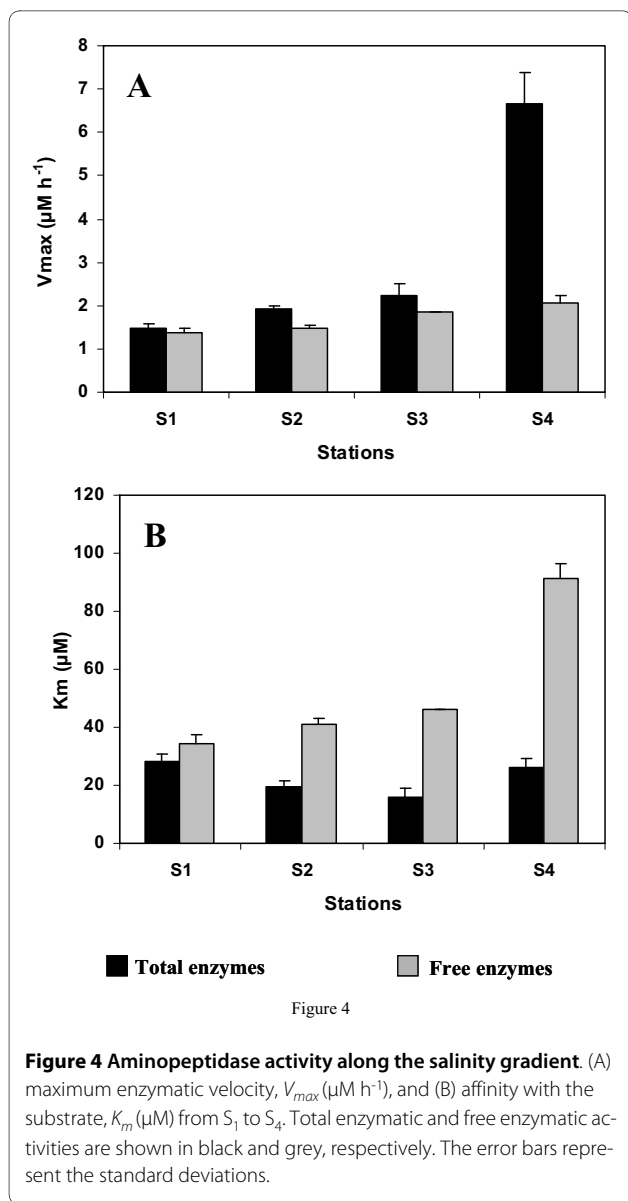 8
7
6
5
4
3
2
1
0
Vmax (µM h⁻¹)
A
S1 S2 S3 S4
Stations
120
100
80
60
40
20
0
Km (µM)
B
S1 S2 S3 S4
Stations
Total enzymes Free enzymes
Figure 4
Figure 4 Aminopeptidase activity along the salinity gradient. (A)
maximum enzymatic velocity, Vmax (µM h⁻¹), and (B) affinity with the
substrate, Km (µM) from S₁ to S₄. Total enzymatic and free enzymatic ac-
tivities are shown in black and grey, respectively. The error bars repre-
sent the standard deviations.